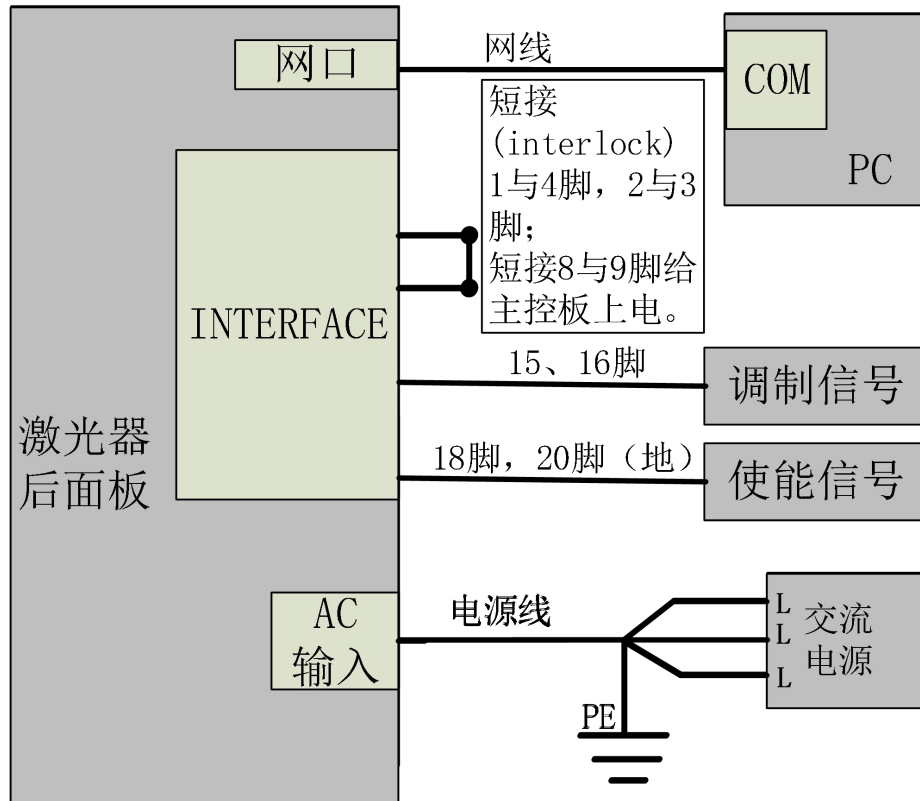 网口
网线
COM
PC
短接
(interlock)
1与4脚，2与3
脚；
短接8与9脚给
主控板上电。
INTERFACE
15、16脚
调制信号
激光器
后面板
18脚，20脚（地）
使能信号
AC
输入
电源线
L
L
L
交流
电源
PE